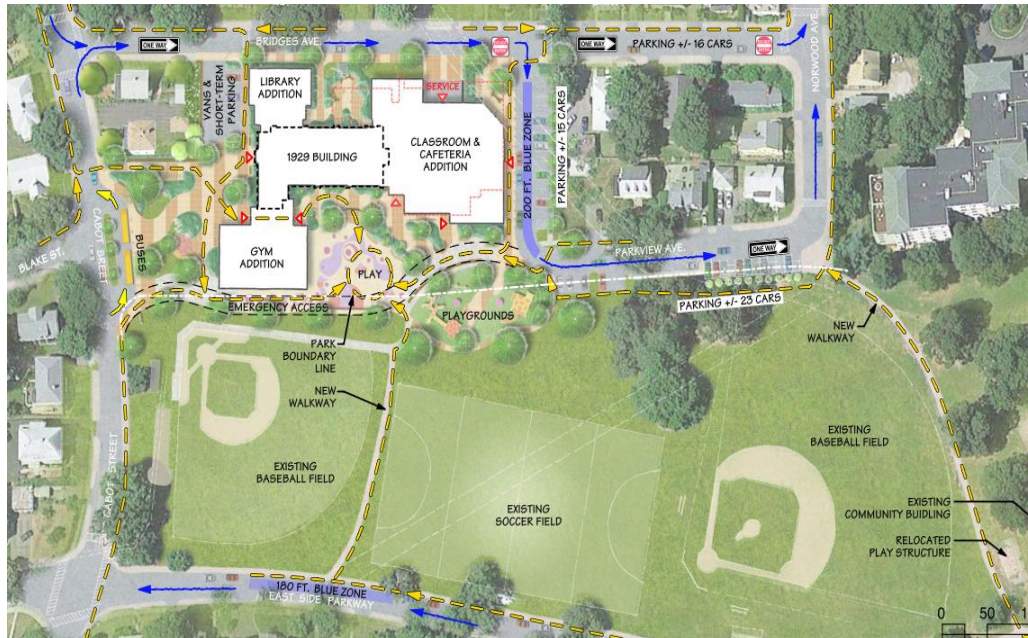 ONE WAY
BRIDGES AVE.
ONE WAY
PARKING +/- 16 CARS
NORWOOD AVE.
VANS &
SHORT-TERM
PARKING
LIBRARY
ADDITION
SERVICE
CLASSROOM &
CAFETERIA
ADDITION
1929 BUILDING
200 FT. BLUE ZONE
PARKING +/- 15 CARS
BLAKE ST.
CABOT STREET
BUSES
GYM
ADDITION
PLAY
PARKVIEW AVE.
ONE WAY
EMERGENCY ACCESS
PLAYGROUNDS
PARKING +/- 23 CARS
PARK
BOUNDARY
LINE
NEW
WALKWAY
NEW
WALKWAY
CABOT STREET
EXISTING
BASEBALL FIELD
EXISTING
SOCCER FIELD
EXISTING
BASEBALL FIELD
EXISTING
COMMUNITY BUIDLING
RELOCATED
PLAY STRUCTURE
180 FT. BLUE ZONE
EAST SIDE PARKWAY
0 50